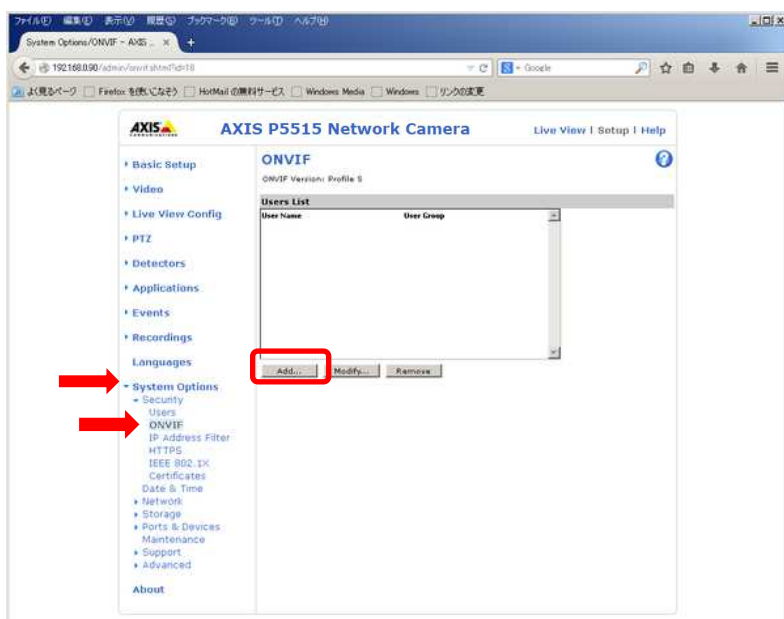 ファイル(F) 編集(E) 表示(V) 履歴(S) ブックマーク(B) ツール(T) ヘルプ(H)
System Options/ONVIF - AXIS ... × +
192.168.0.90/admin/onvif.shtml?id=18
Google
よく見るページ Firefox を使いこなそう HotMail の無料サービス Windows Media Windows リンクの変更
AXIS
COMMUNICATIONS
AXIS P5515 Network Camera
Live View | Setup | Help
Basic Setup
Video
Live View Config
PTZ
Detectors
Applications
Events
Recordings
Languages
System Options
Security
Users
ONVIF
IP Address Filter
HTTPS
IEEE 802.1X
Certificates
Date & Time
Network
Storage
Ports & Devices
Maintenance
Support
Advanced
About
ONVIF
ONVIF Version: Profile S
Users List
User Name User Group
Add... Modify... Remove